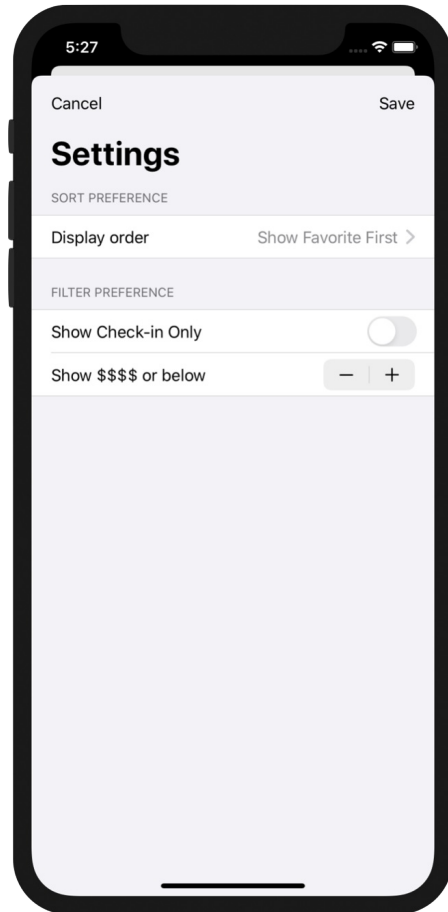 5:27
Cancel Save
Settings
SORT PREFERENCE
Display order Show Favorite First
FILTER PREFERENCE
Show Check-in Only
Show $$$$ or below
− +